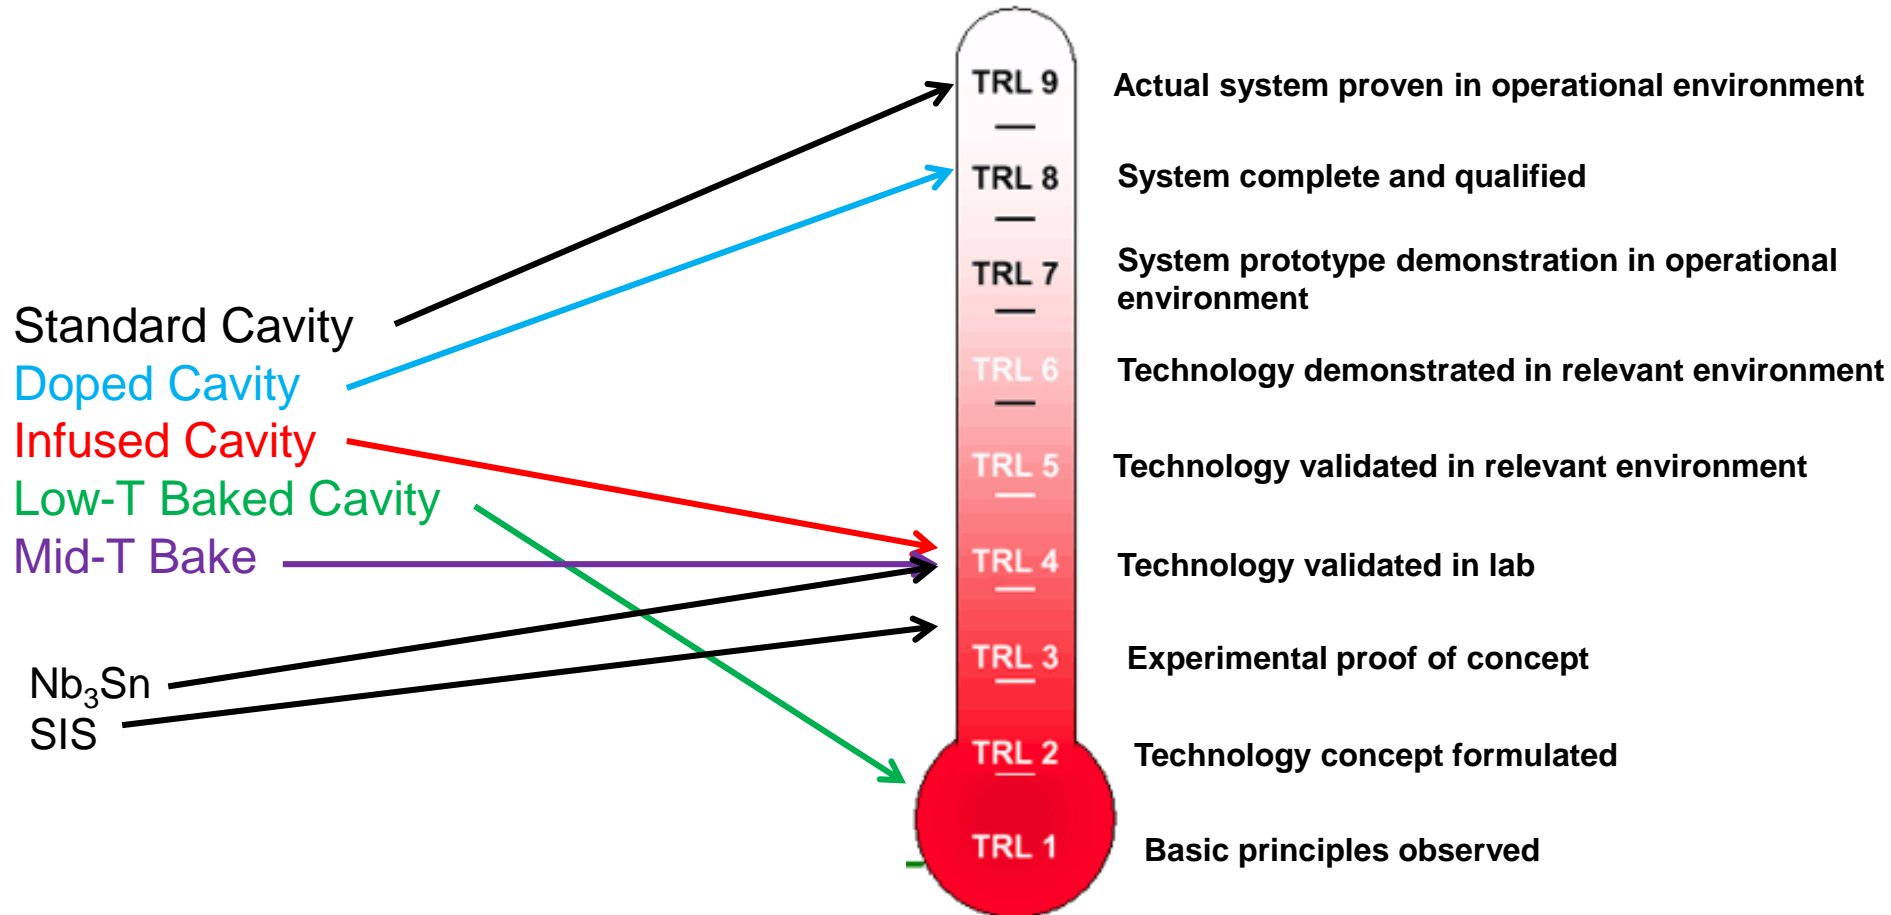 TRL 9 Actual system proven in operational environment
TRL 8 System complete and qualified
TRL 7 System prototype demonstration in operational
environment
Standard Cavity
Doped Cavity
TRL 6 Technology demonstrated in relevant environment
Infused Cavity
Low-T Baked Cavity
TRL 5 Technology validated in relevant environment
Mid-T Bake
TRL 4 Technology validated in lab
Nb₃Sn
TRL 3 Experimental proof of concept
SIS
TRL 2 Technology concept formulated
TRL 1 Basic principles observed